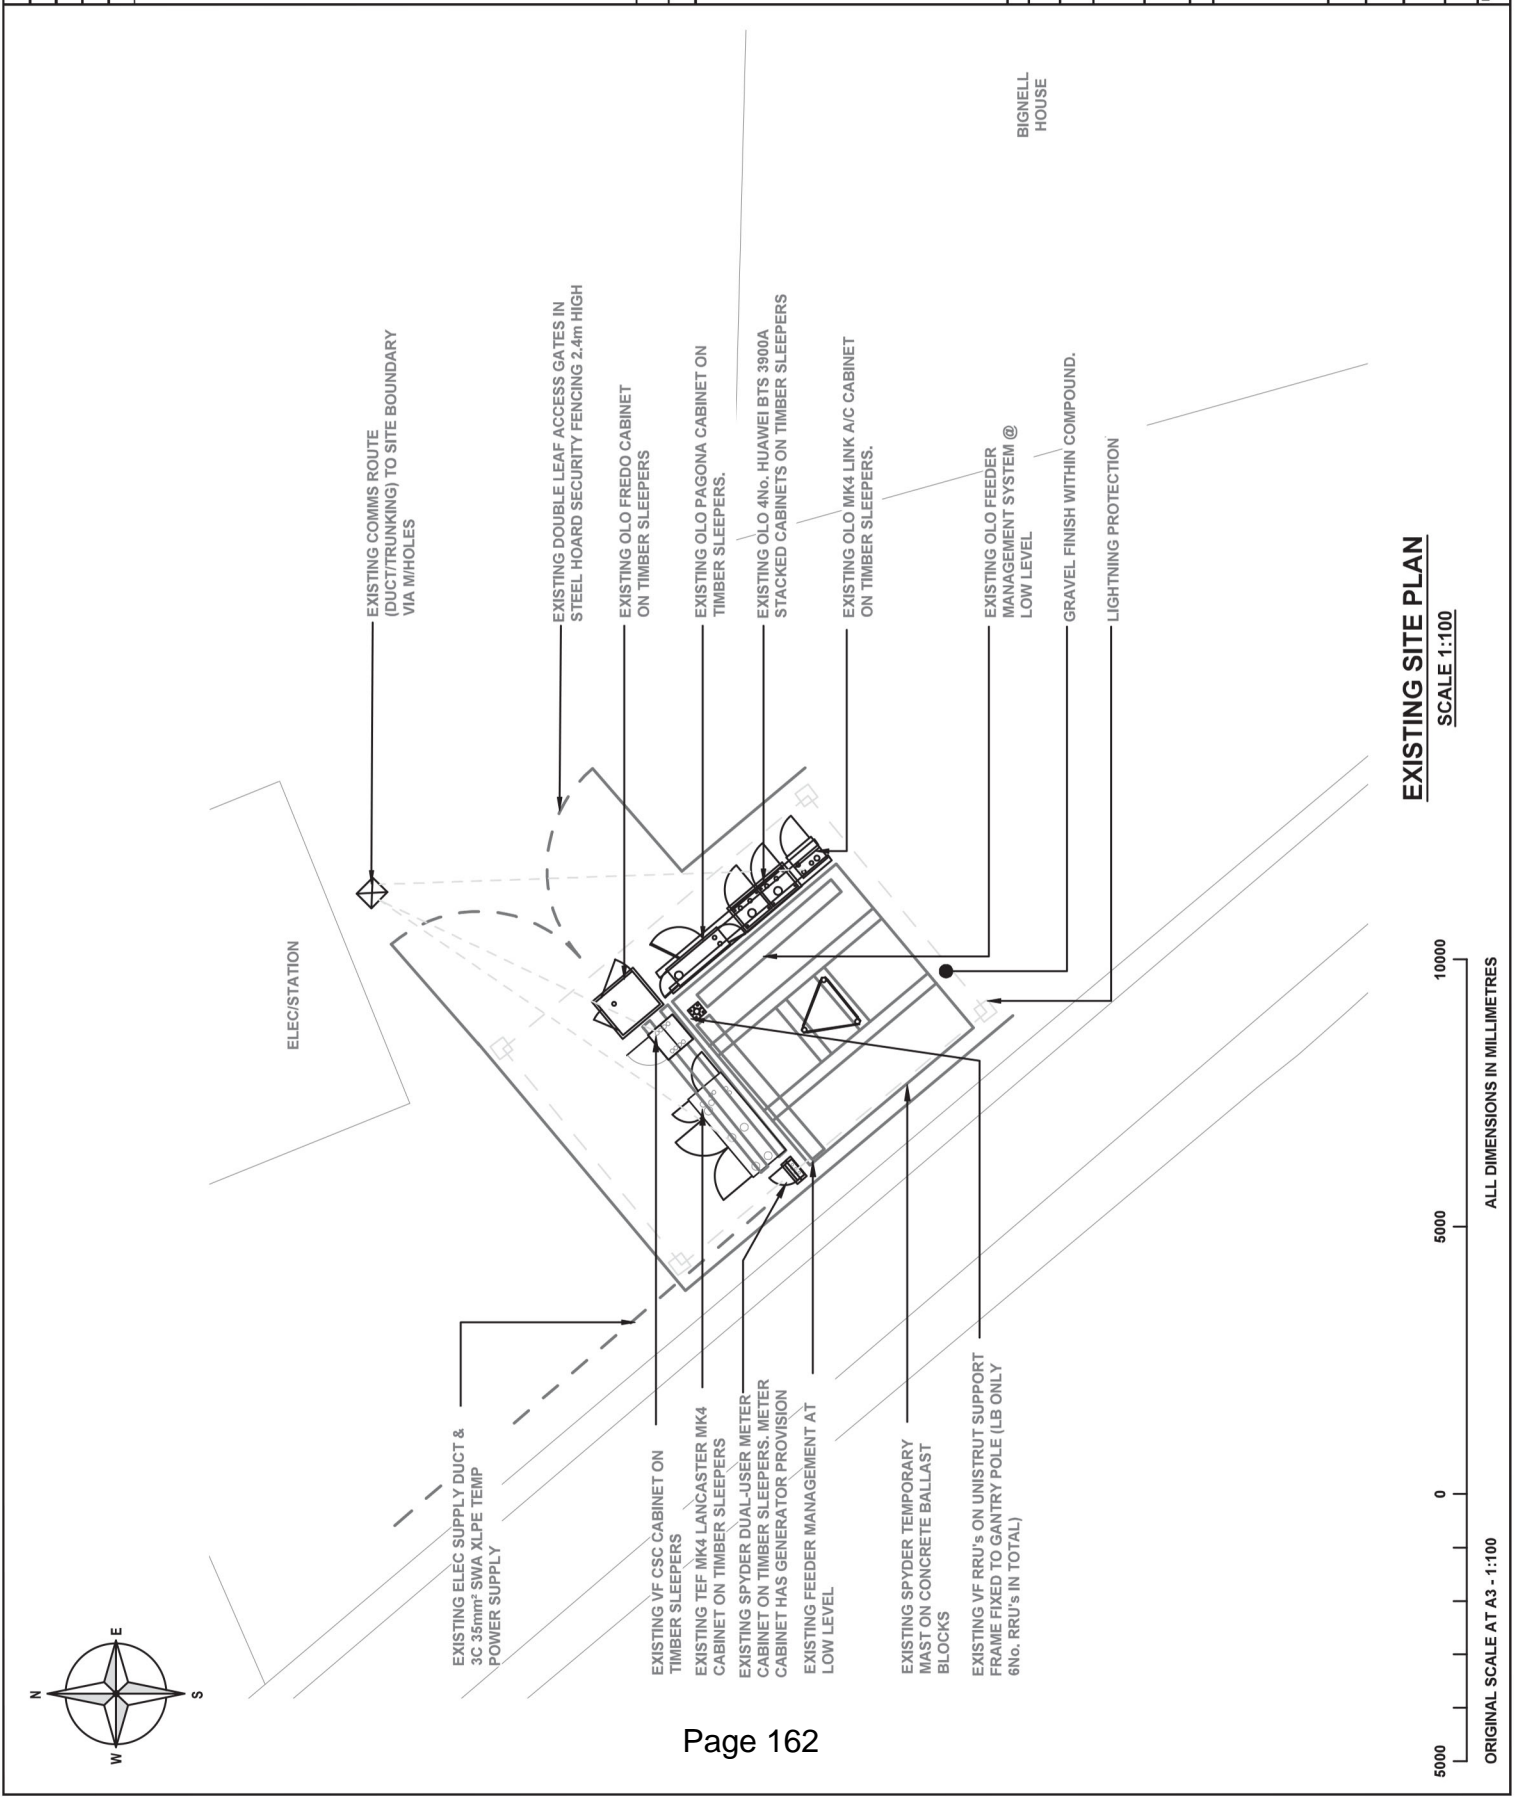 N
E
S
W
EXISTING ELEC SUPPLY DUCT &
3C 35mm² SWA XLPE TEMP
POWER SUPPLY
EXISTING VF CSC CABINET ON
TIMBER SLEEPERS
EXISTING TEF MK4 LANCASTER MK4
CABINET ON TIMBER SLEEPERS
EXISTING SPYDER DUAL-USER METER
CABINET ON TIMBER SLEEPERS. METER
CABINET HAS GENERATOR PROVISION
EXISTING FEEDER MANAGEMENT AT
LOW LEVEL
EXISTING SPYDER TEMPORARY
MAST ON CONCRETE BALLAST
BLOCKS
EXISTING VF RRU's ON UNISTRUT SUPPORT
FRAME FIXED TO GANTRY POLE (LB ONLY
6No. RRU's IN TOTAL)
ELEC/STATION
EXISTING COMMS ROUTE
(DUCT/TRUNKING) TO SITE BOUNDARY
VIA M/HOLES
EXISTING DOUBLE LEAF ACCESS GATES IN
STEEL HOARD SECURITY FENCING 2.4m HIGH
EXISTING OLO FREDO CABINET
ON TIMBER SLEEPERS
EXISTING OLO PAGONA CABINET ON
TIMBER SLEEPERS.
EXISTING OLO 4No. HUAWEI BTS 3900A
STACKED CABINETS ON TIMBER SLEEPERS
EXISTING OLO MK4 LINK A/C CABINET
ON TIMBER SLEEPERS.
EXISTING OLO FEEDER
MANAGEMENT SYSTEM @
LOW LEVEL
GRAVEL FINISH WITHIN COMPOUND.
LIGHTNING PROTECTION
BIGNELL
HOUSE
EXISTING SITE PLAN
SCALE 1:100
5000
0
5000
10000
ORIGINAL SCALE AT A3 - 1:100
ALL DIMENSIONS IN MILLIMETRES
Page 162